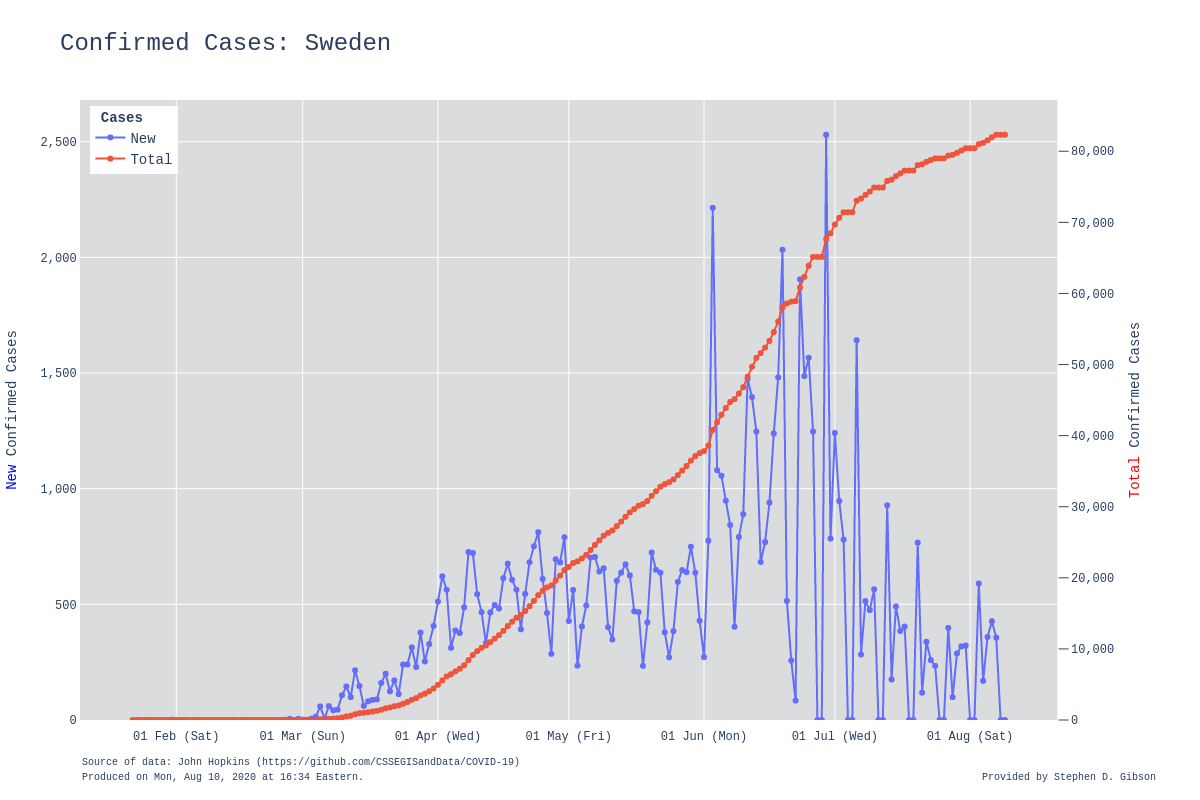 Confirmed Cases: Sweden
Cases
New
Total
2,500
2,000
1,500
1,000
500
0
80,000
70,000
60,000
50,000
40,000
30,000
20,000
10,000
0
New Confirmed Cases
Total Confirmed Cases
01 Feb (Sat)
01 Mar (Sun)
01 Apr (Wed)
01 May (Fri)
01 Jun (Mon)
01 Jul (Wed)
01 Aug (Sat)
Source of data: John Hopkins (https://github.com/CSSEGISandData/COVID-19)
Produced on Mon, Aug 10, 2020 at 16:34 Eastern.
Provided by Stephen D. Gibson